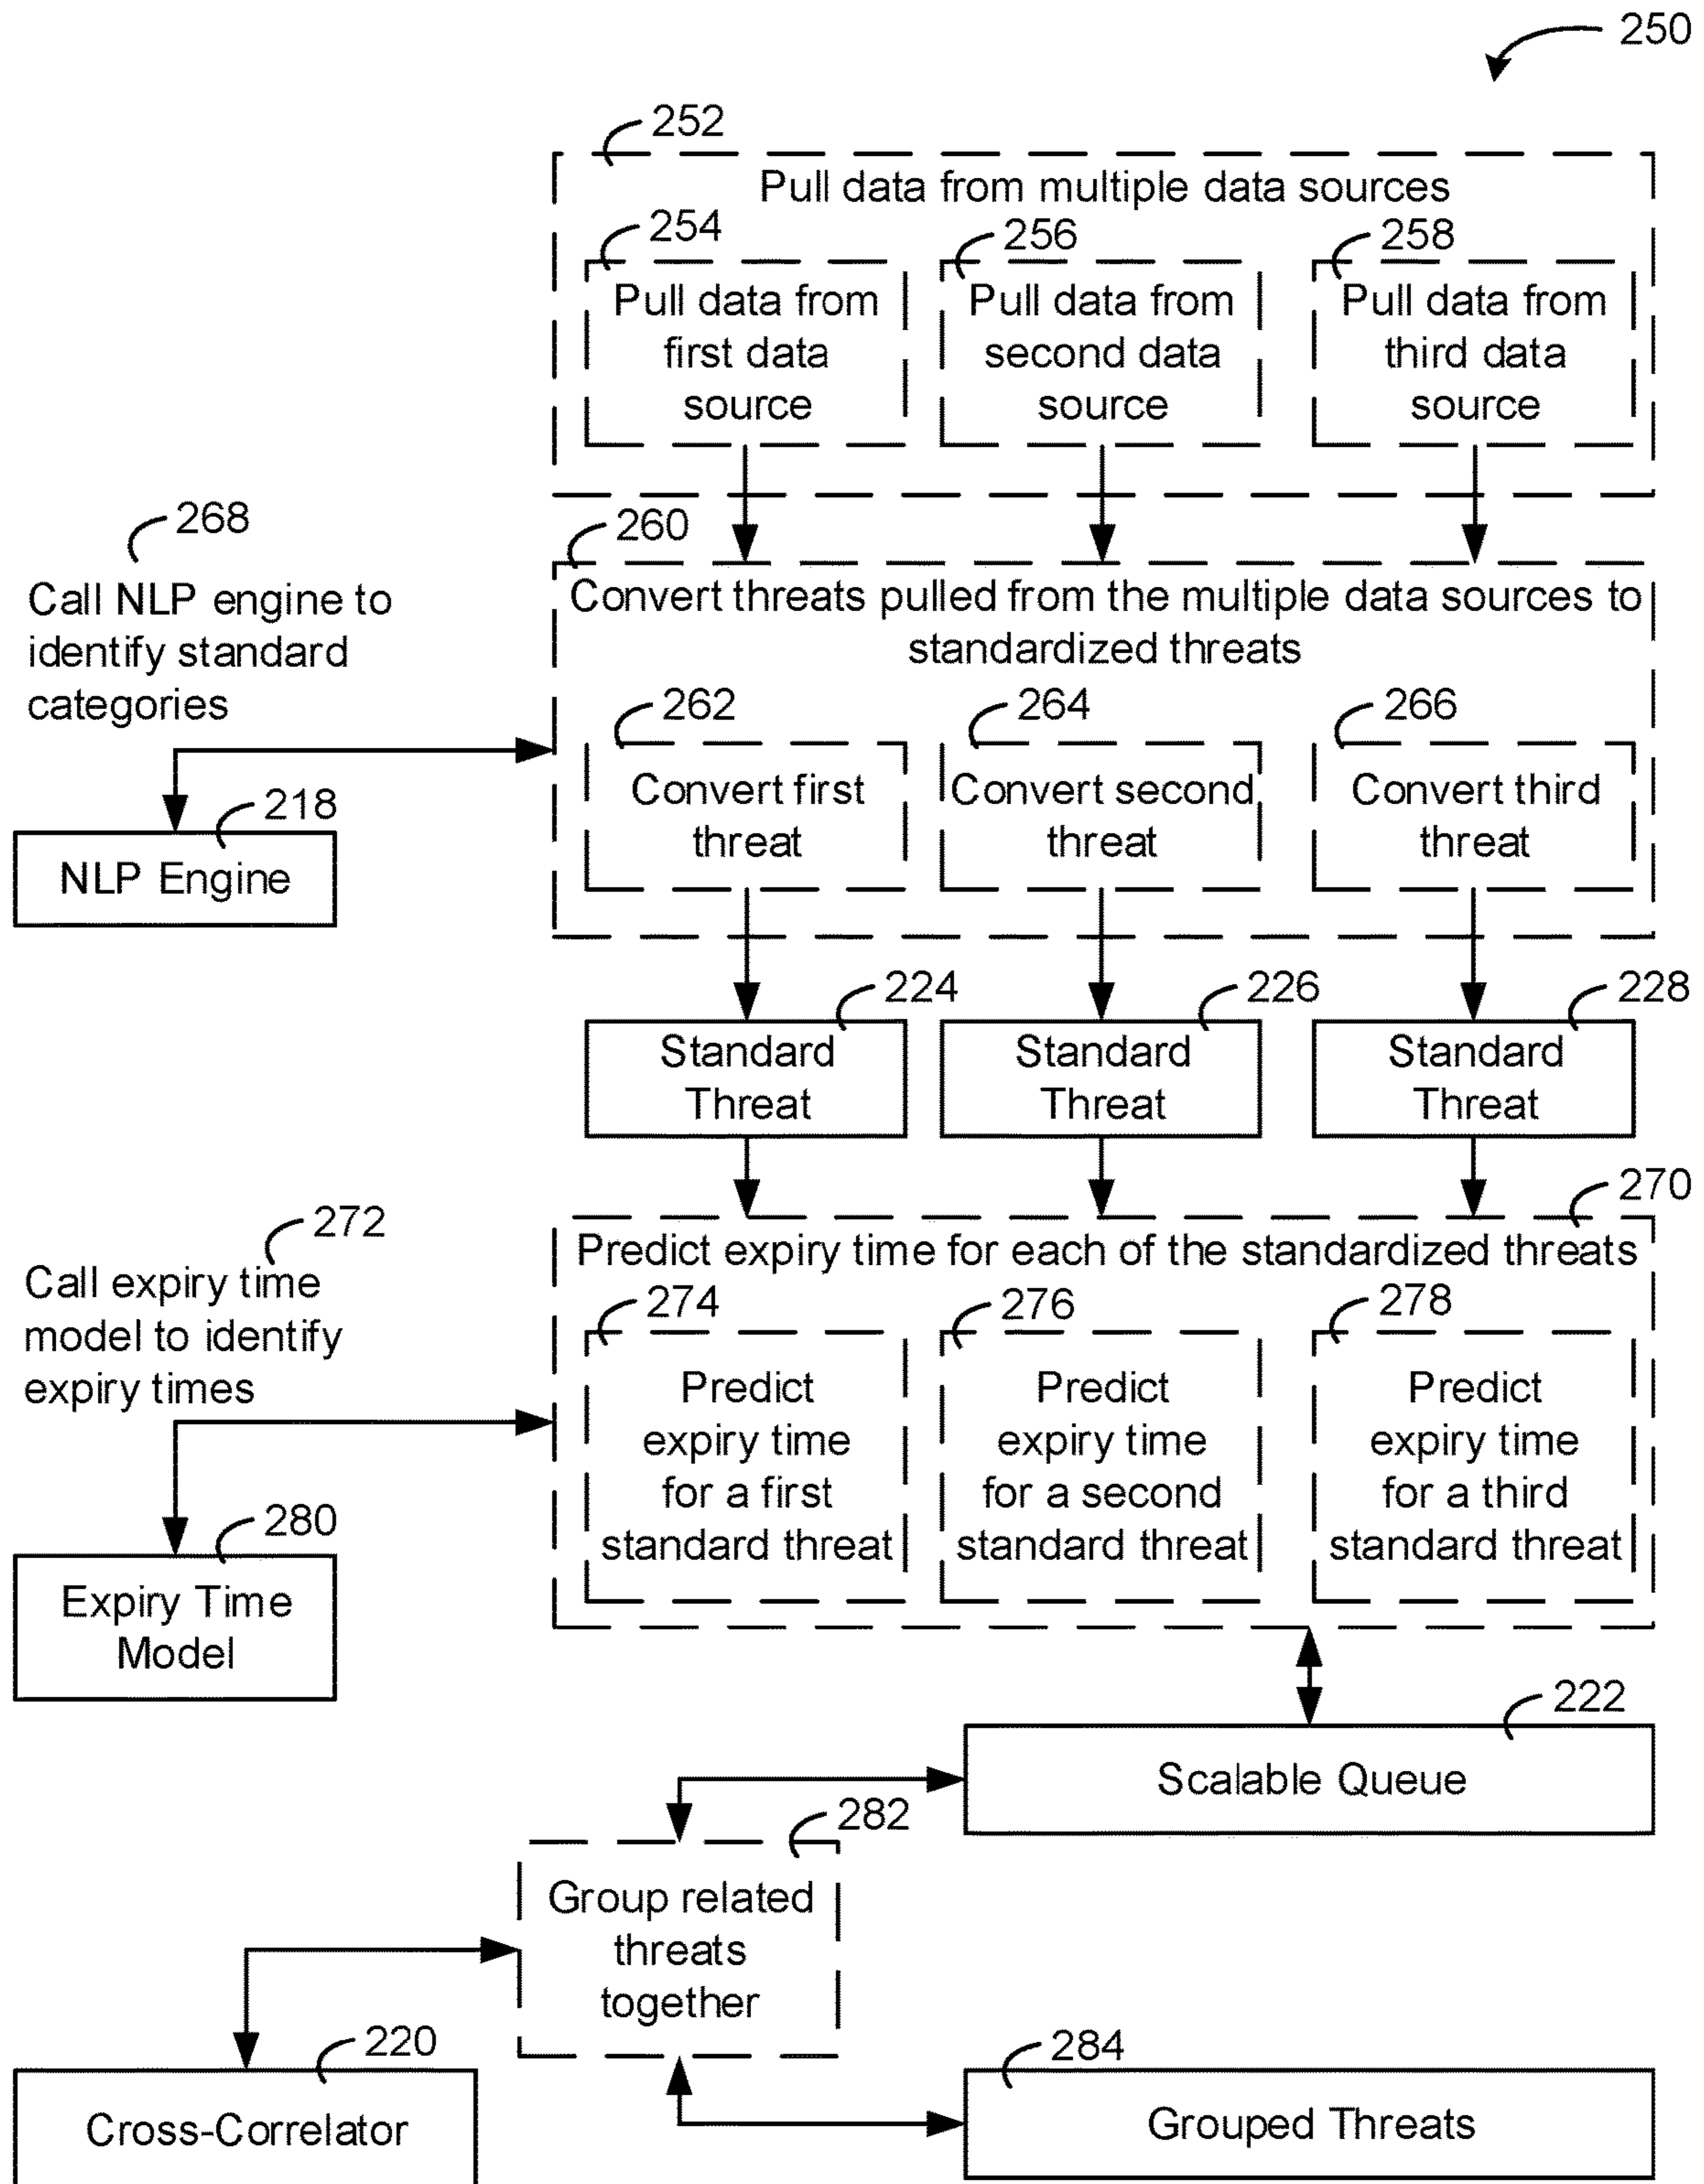 250
252
Pull data from multiple data sources
254
256
258
Pull data from
first data
source
Pull data from
second data
source
Pull data from
third data
source
268
Call NLP engine to
identify standard
categories
260
Convert threats pulled from the multiple data sources to
standardized threats
262
264
266
Convert first
threat
Convert second
threat
Convert third
threat
218
NLP Engine
224
226
228
Standard
Threat
Standard
Threat
Standard
Threat
270
272
Call expiry time
model to identify
expiry times
Predict expiry time for each of the standardized threats
274
276
278
Predict
expiry time
for a first
standard threat
Predict
expiry time
for a second
standard threat
Predict
expiry time
for a third
standard threat
280
Expiry Time
Model
222
Scalable Queue
282
Group related
threats
together
220
Cross-Correlator
284
Grouped Threats